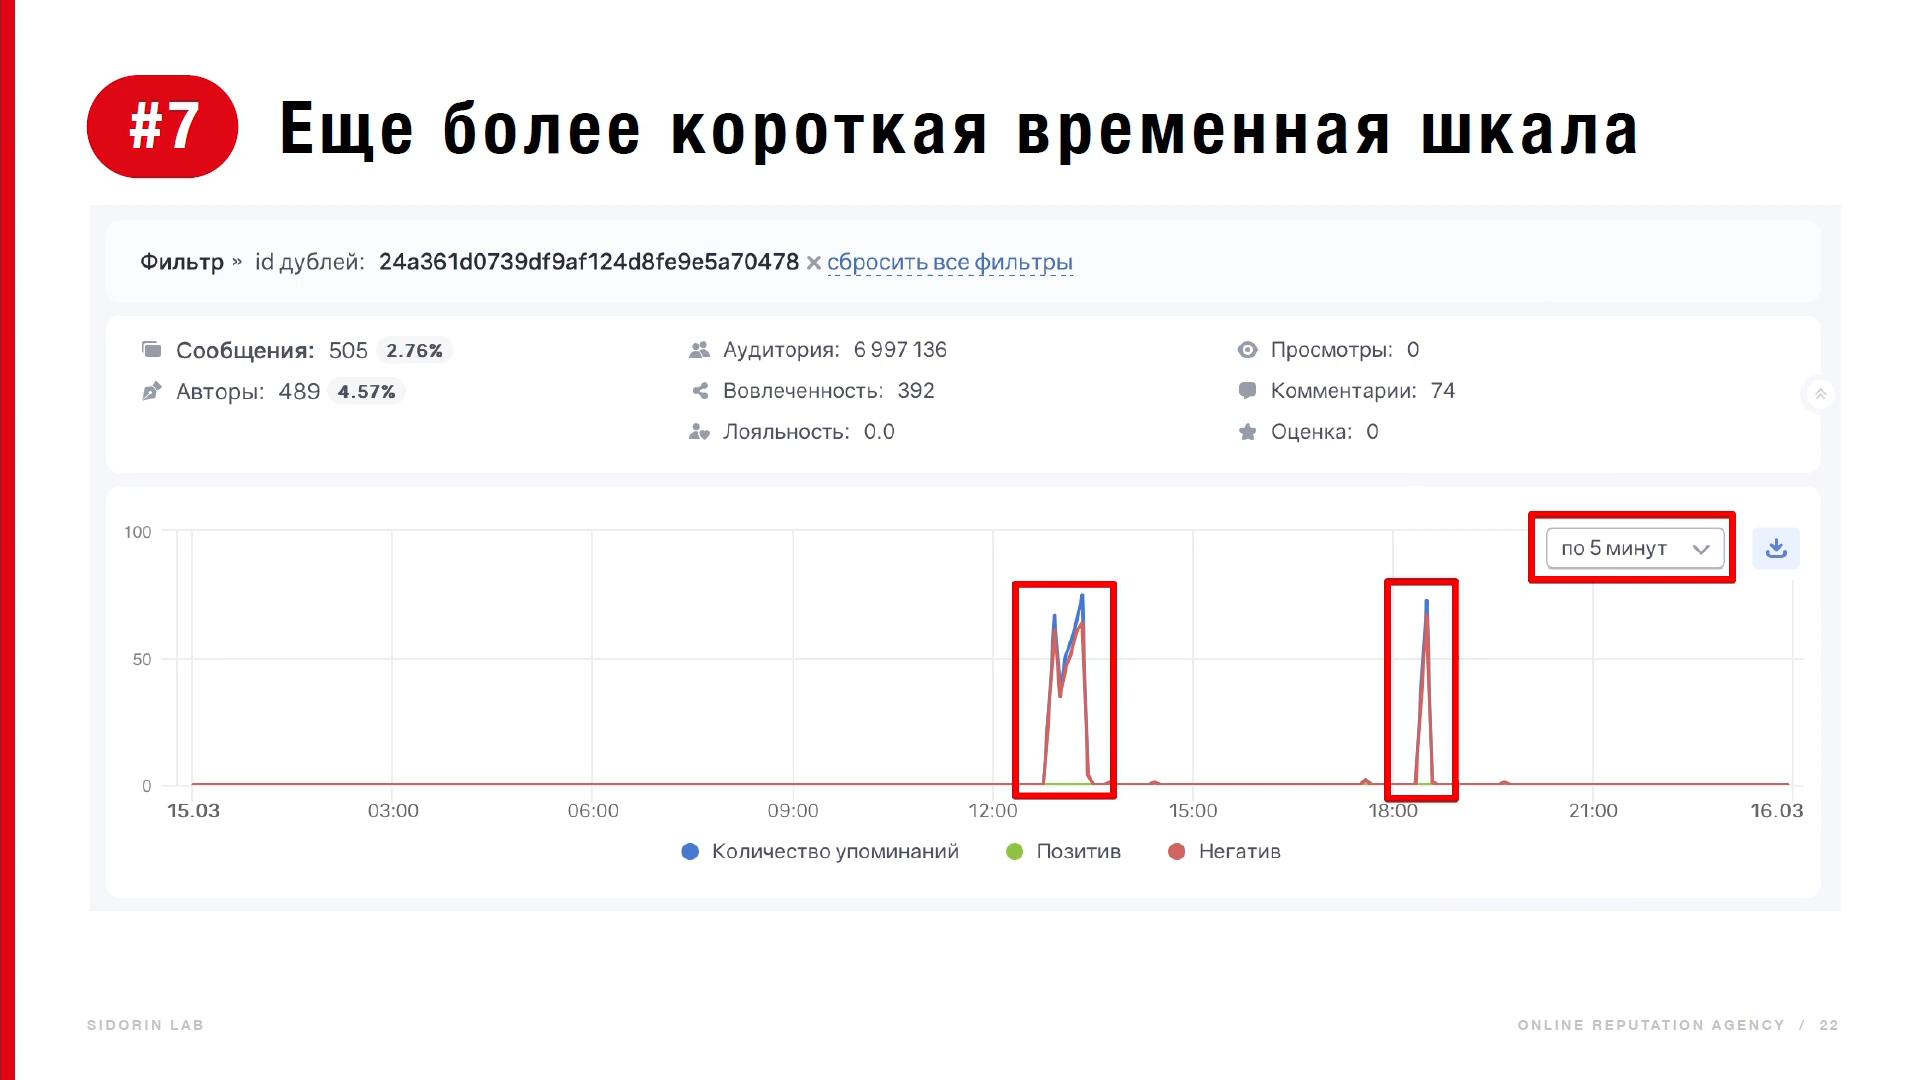 #7 Еще более короткая временная шкала
Фильтр » id дублей: 24a361d0739df9af124d8fe9e5a70478 × сбросить все фильтры
Сообщения: 505 2.76%
Авторы: 489 4.57%
Аудитория: 6 997 136
Вовлеченность: 392
Лояльность: 0.0
Просмотры: 0
Комментарии: 74
Оценка: 0
по 5 минут
100
50
0
15.03 03:00 06:00 09:00 12:00 15:00 18:00 21:00 16.03
Количество упоминаний Позитив Негатив
SIDORIN LAB
ONLINE REPUTATION AGENCY / 22